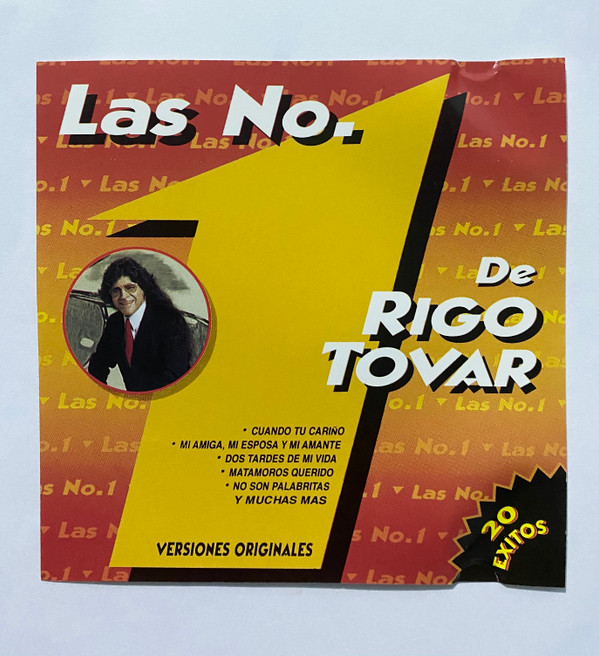 Las No. 1
De
RIGO
TOVAR
• CUANDO TU CARIÑO
• MI AMIGA, MI ESPOSA Y MI AMANTE
• DOS TARDES DE MI VIDA
• MATAMOROS QUERIDO
• NO SON PALABRITAS
Y MUCHAS MAS
VERSIONES ORIGINALES
20
EXITOS